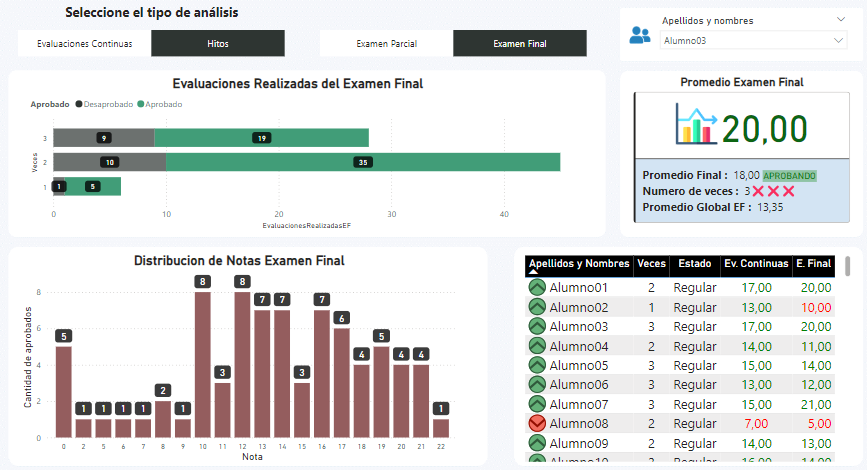 Seleccione el tipo de análisis
Evaluaciones Continuas
Hitos
Examen Parcial
Examen Final
Apellidos y nombres
Alumno03
Evaluaciones Realizadas del Examen Final
Aprobado Desaprobado Aprobado
Veces
3 9 19
2 10 35
1 1 5
0 10 20 30 40
EvaluacionesRealizadasEF
Promedio Examen Final
20,00
Promedio Final : 18,00 APROBANDO
Numero de veces : 3
Promedio Global EF : 13,35
Distribucion de Notas Examen Final
Cantidad de aprobados
8
6
4
2
0
5 1 1 1 1 2 1 8 3 8 7 7 3 7 6 4 5 4 4 1
0 2 5 6 7 8 9 10 11 12 13 14 15 16 17 18 19 20 21 22
Nota
Apellidos y Nombres Veces Estado Ev. Continuas E. Final
Alumno01 2 Regular 17,00 20,00
Alumno02 1 Regular 13,00 10,00
Alumno03 3 Regular 17,00 20,00
Alumno04 2 Regular 14,00 11,00
Alumno05 3 Regular 15,00 14,00
Alumno06 3 Regular 13,00 12,00
Alumno07 3 Regular 15,00 21,00
Alumno08 2 Regular 7,00 5,00
Alumno09 2 Regular 14,00 13,00
Alumno10 3 Regular 16,00 14,00